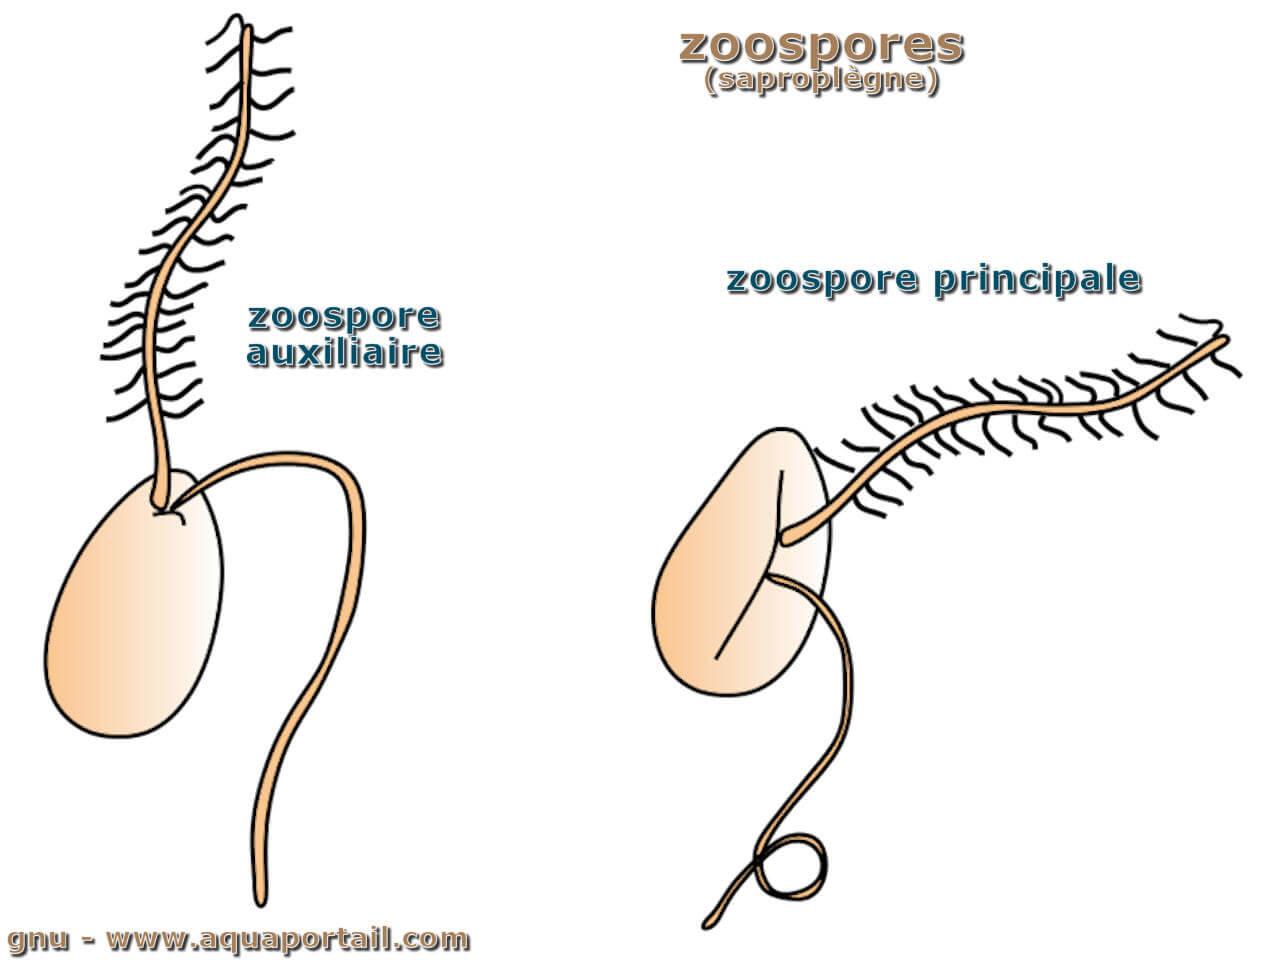 zoospores
(saproplègne)
zoospore principale
zoospore
auxiliaire
gnu - www.aquaportail.com